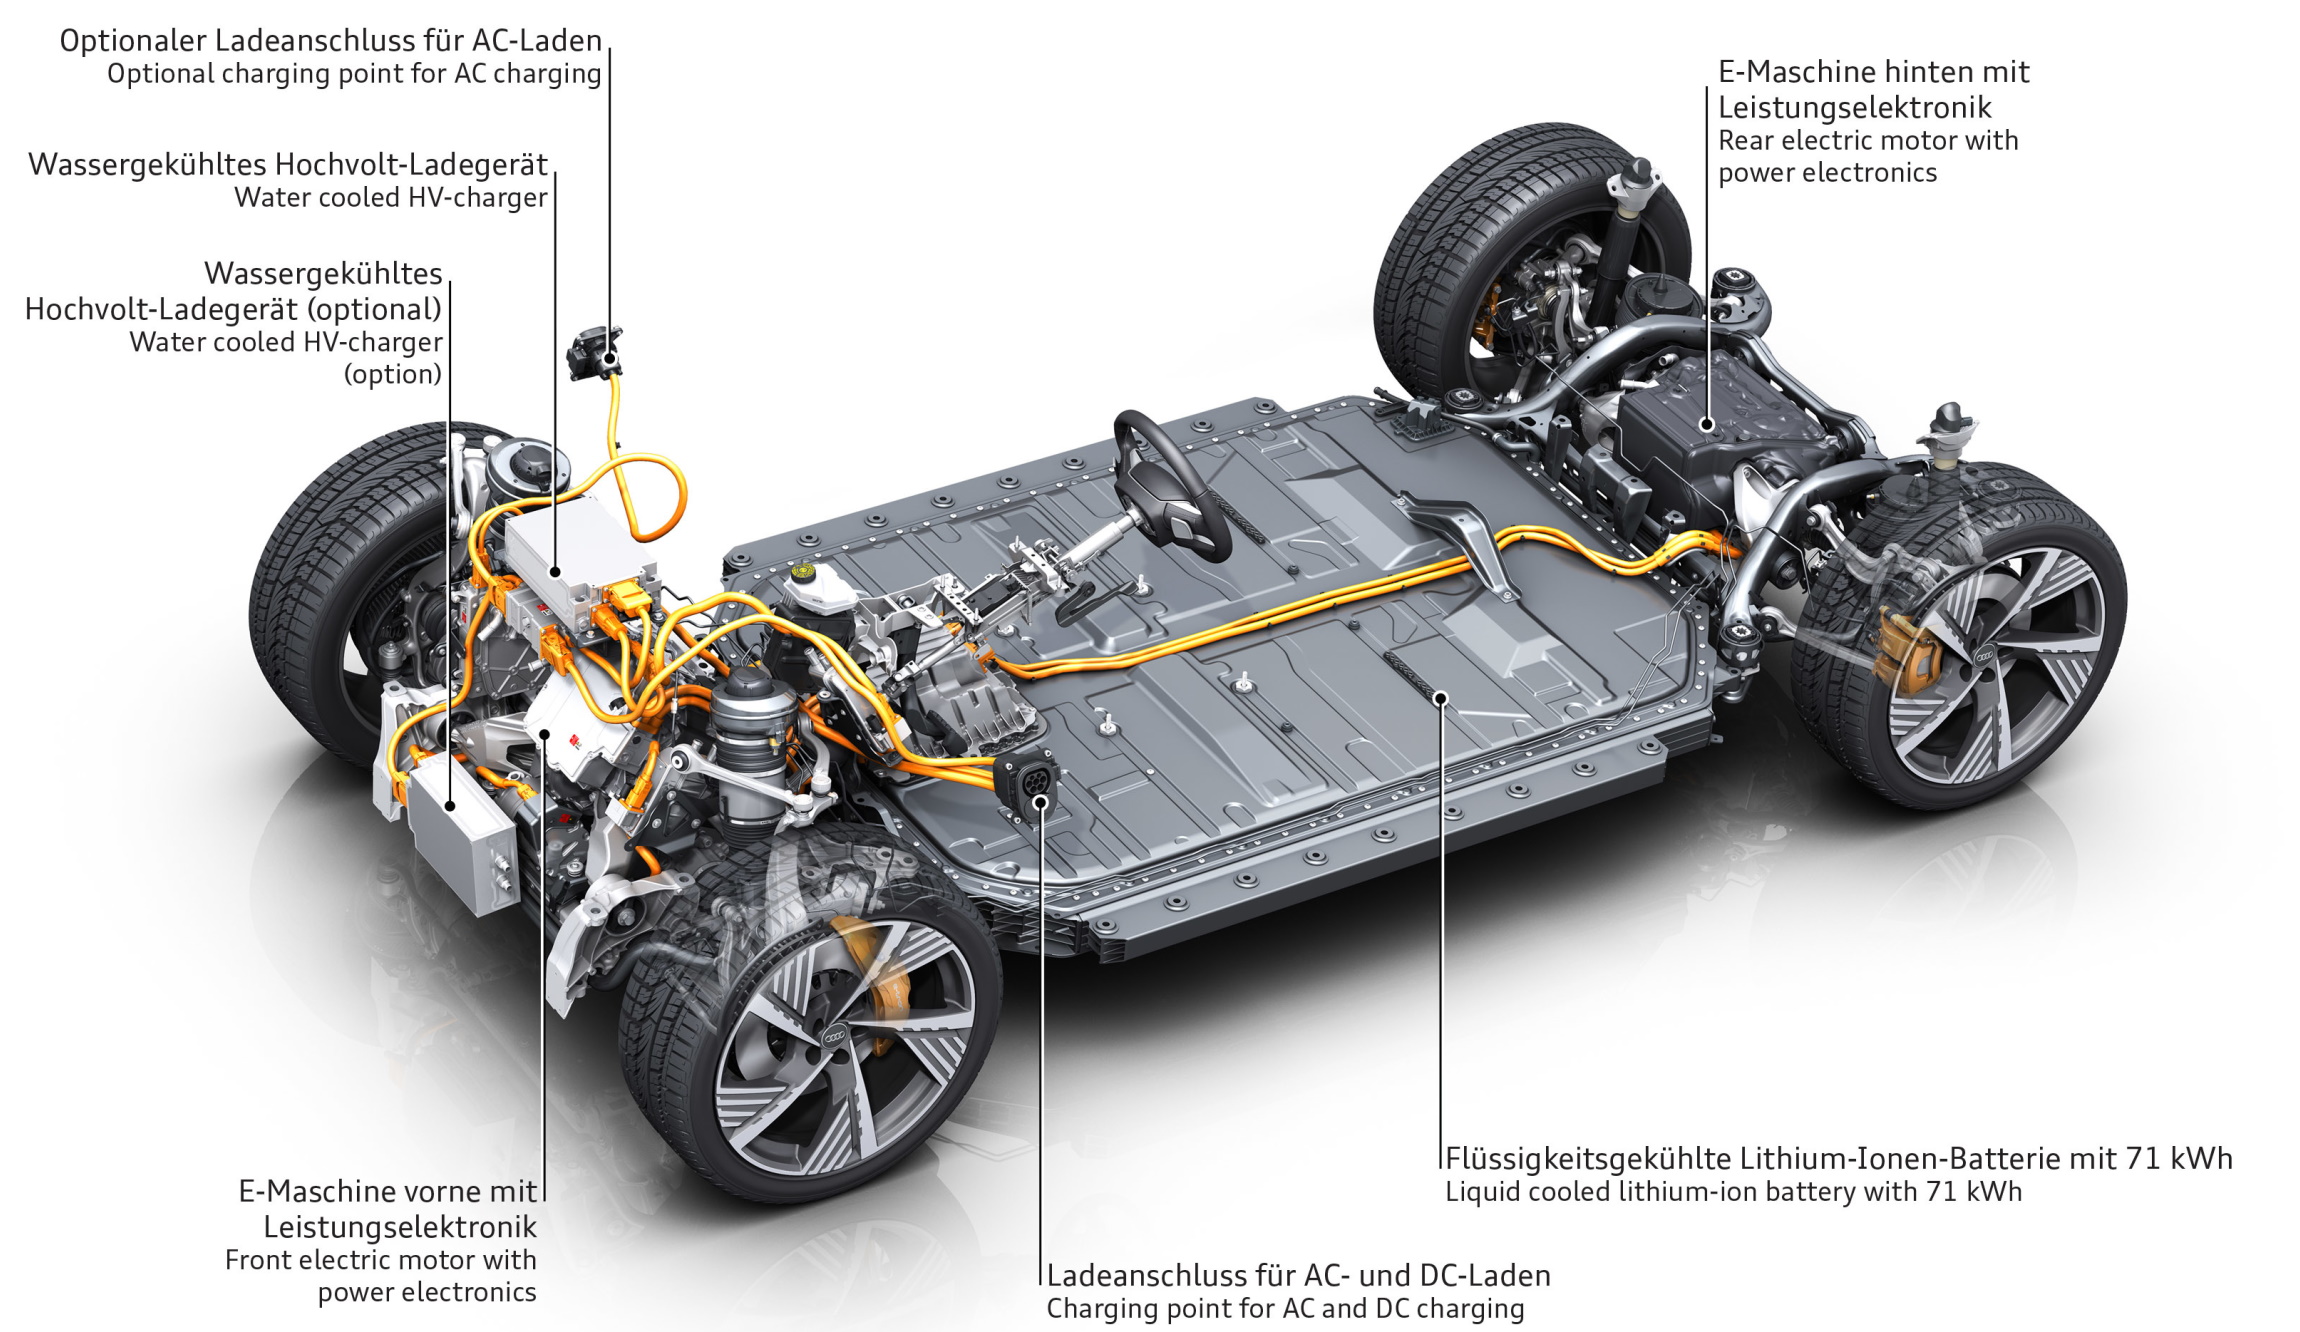 Optionaler Ladeanschluss für AC-Laden
Optional charging point for AC charging
Wassergekühltes Hochvolt-Ladegerät
Water cooled HV-charger
Wassergekühltes
Hochvolt-Ladegerät (optional)
Water cooled HV-charger
(option)
E-Maschine hinten mit
Leistungselektronik
Rear electric motor with
power electronics
E-Maschine vorne mit
Leistungselektronik
Front electric motor with
power electronics
Flüssigkeitsgekühlte Lithium-Ionen-Batterie mit 71 kWh
Liquid cooled lithium-ion battery with 71 kWh
Ladeanschluss für AC- und DC-Laden
Charging point for AC and DC charging